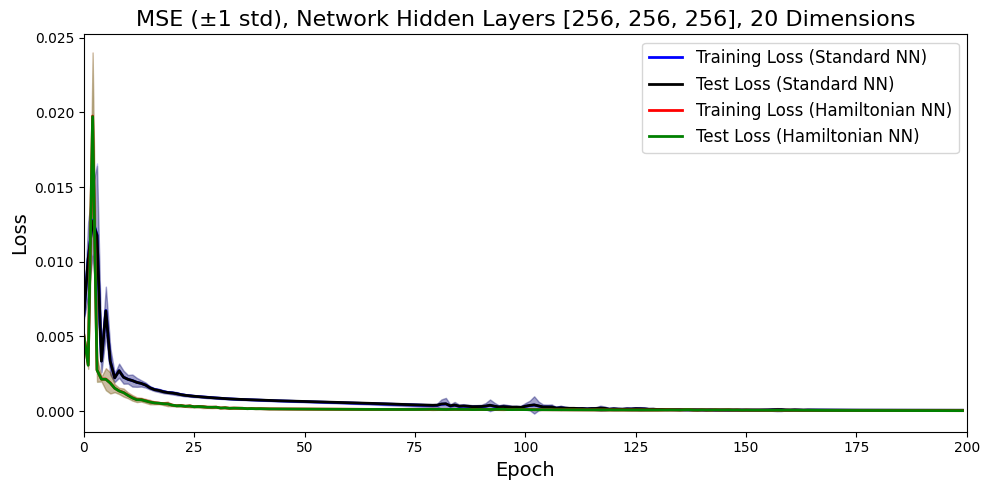 MSE (±1 std), Network Hidden Layers [256, 256, 256], 20 Dimensions
Training Loss (Standard NN)
Test Loss (Standard NN)
Training Loss (Hamiltonian NN)
Test Loss (Hamiltonian NN)
Loss
0.025
0.020
0.015
0.010
0.005
0.000
0 25 50 75 100 125 150 175 200
Epoch